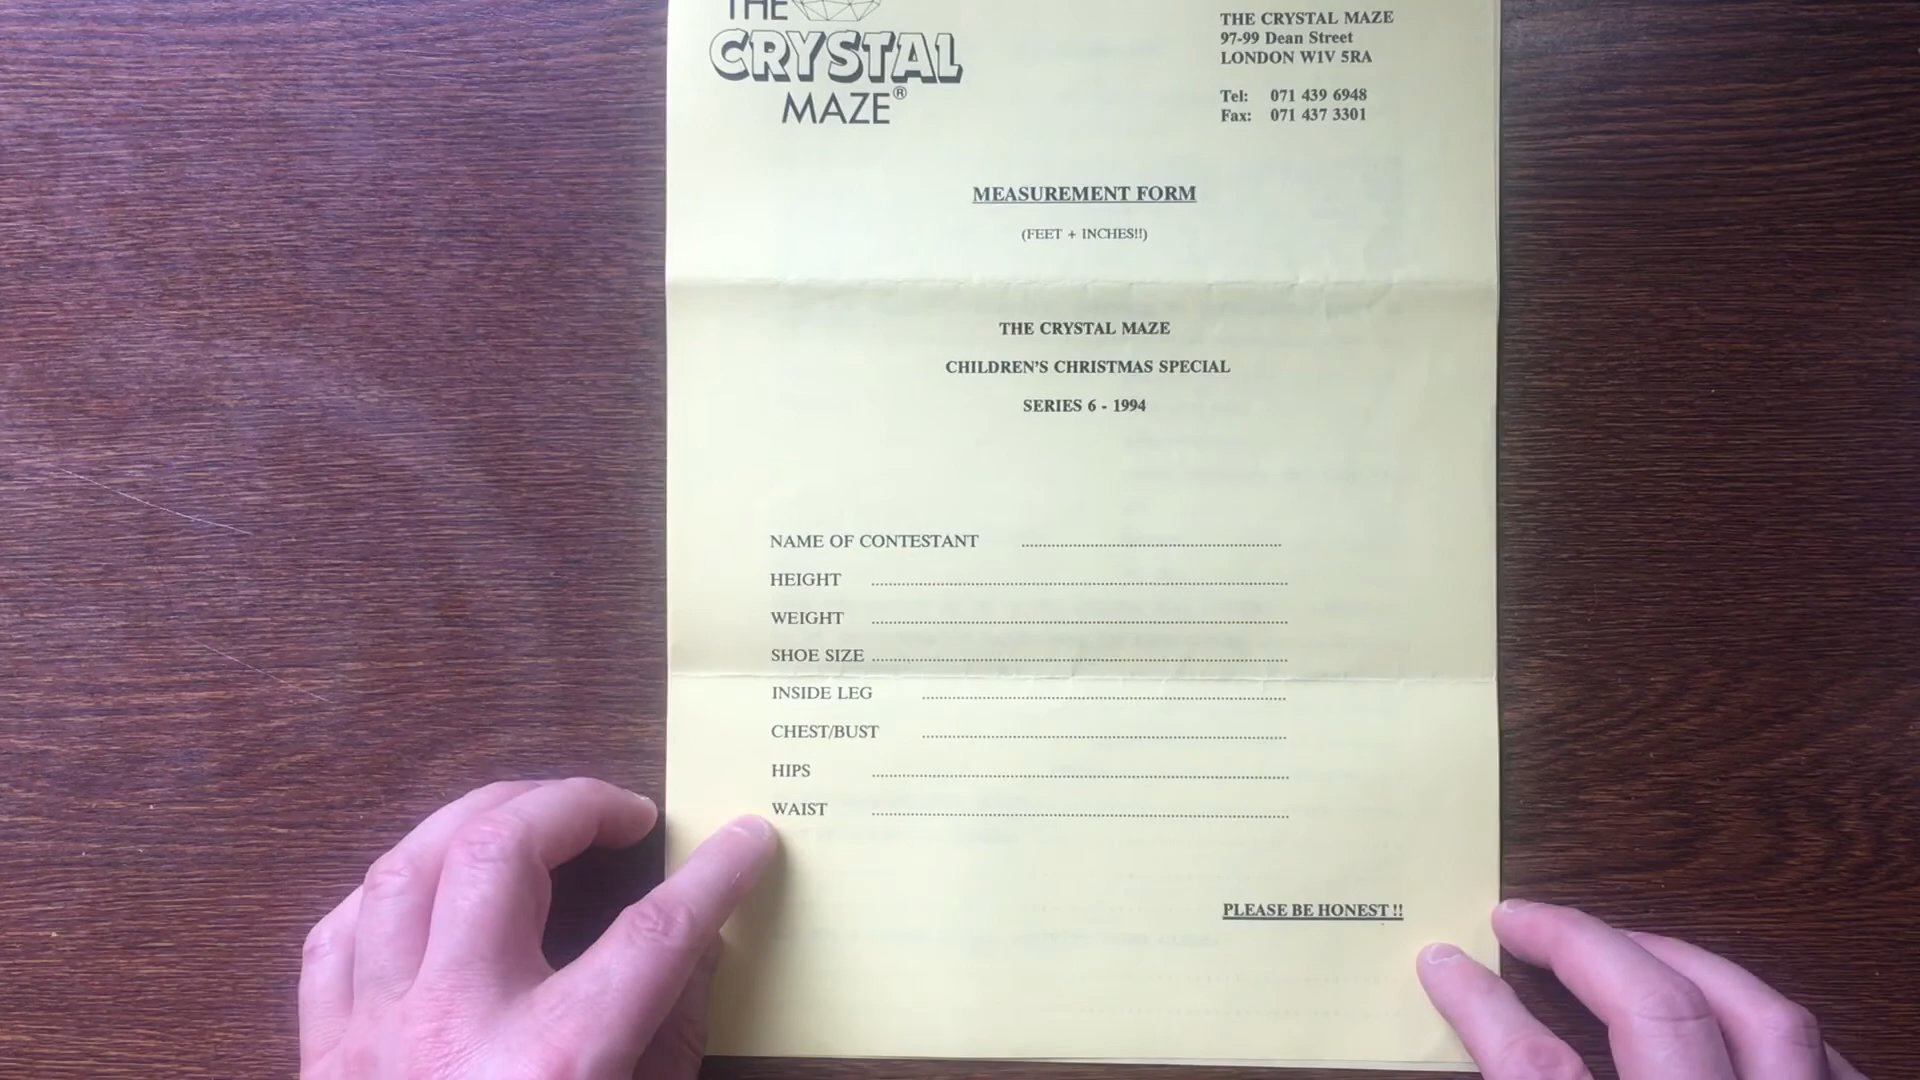 THE
CRYSTAL
MAZE®
THE CRYSTAL MAZE
97-99 Dean Street
LONDON W1V 5RA
Tel: 071 439 6948
Fax: 071 437 3301
MEASUREMENT FORM
(FEET + INCHES!!)
THE CRYSTAL MAZE
CHILDREN'S CHRISTMAS SPECIAL
SERIES 6 - 1994
NAME OF CONTESTANT
HEIGHT
WEIGHT
SHOE SIZE
INSIDE LEG
CHEST/BUST
HIPS
WAIST
PLEASE BE HONEST !!